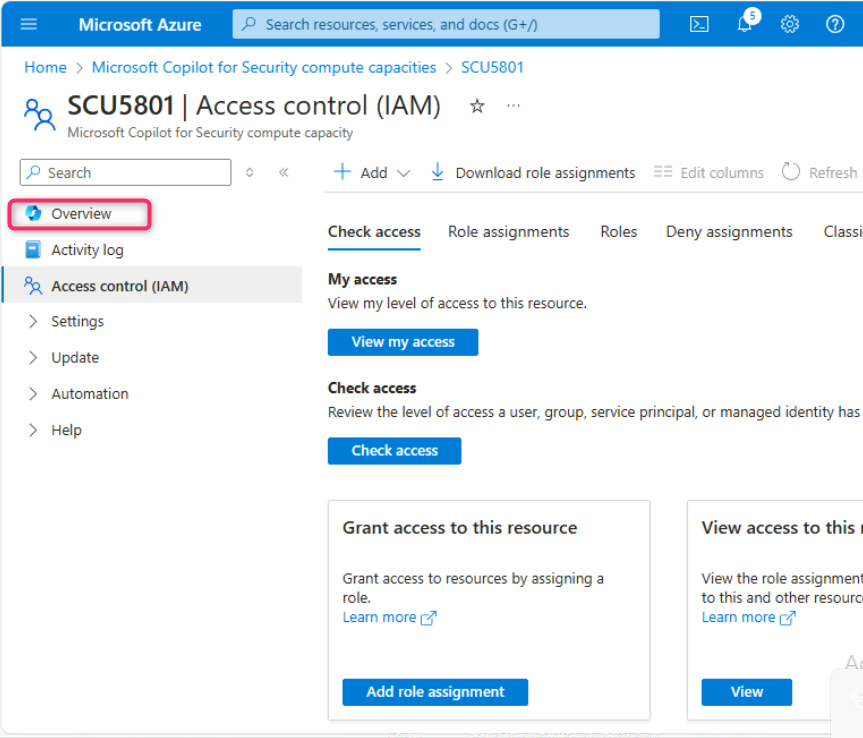 Microsoft Azure
Search resources, services, and docs (G+/)
5
Home > Microsoft Copilot for Security compute capacities > SCU5801
SCU5801 | Access control (IAM)
Microsoft Copilot for Security compute capacity
Search
Add
Download role assignments
Edit columns
Refresh
Overview
Activity log
Access control (IAM)
Settings
Update
Automation
Help
Check access
Role assignments
Roles
Deny assignments
Classi
My access
View my level of access to this resource.
View my access
Check access
Review the level of access a user, group, service principal, or managed identity has
Check access
Grant access to this resource
Grant access to resources by assigning a
role.
Learn more
Add role assignment
View access to this
View the role assignment
to this and other resourc
Learn more
View